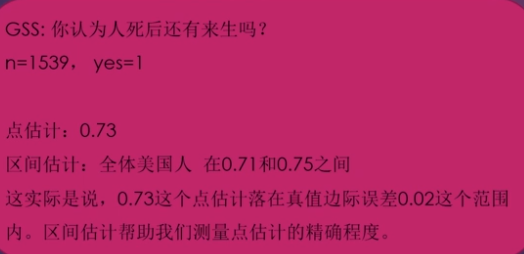 GSS: 你认为人死后还有来生吗？
n=1539， yes=1
点估计：0.73
区间估计：全体美国人 在0.71和0.75之间
这实际是说，0.73这个点估计落在真值边际误差0.02这个范围
内。区间估计帮助我们测量点估计的精确程度。